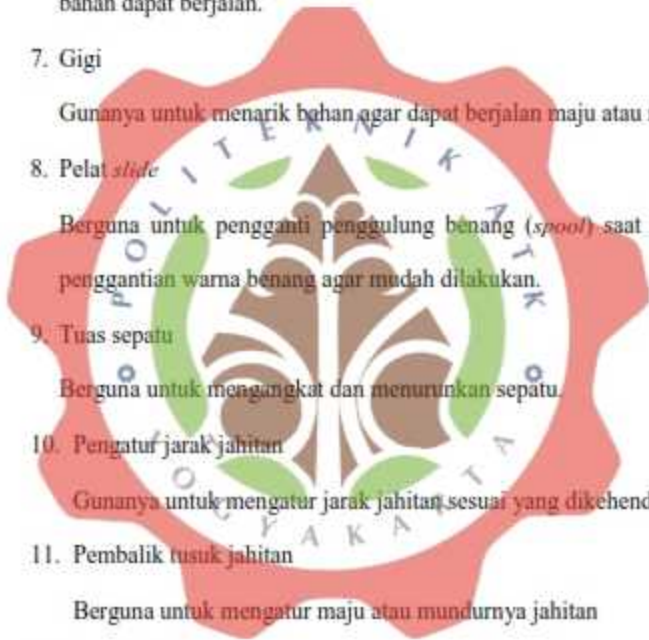 bahan dapat berjalan.
7. Gigi
Gunanya untuk menarik bahan agar dapat berjalan maju atau
8. Pelat slide
Berguna untuk pengganti penggulung benang (spool) saat
penggantian warna benang agar mudah dilakukan.
9. Tuas sepatu
Berguna untuk mengangkat dan menurunkan sepatu.
10. Pengatur jarak jahitan
Gunanya untuk mengatur jarak jahitan sesuai yang dikehend
11. Pembalik tusuk jahitan
Berguna untuk mengatur maju atau mundurnya jahitan
POLITEKNIK ATK
YOGYAKARTA